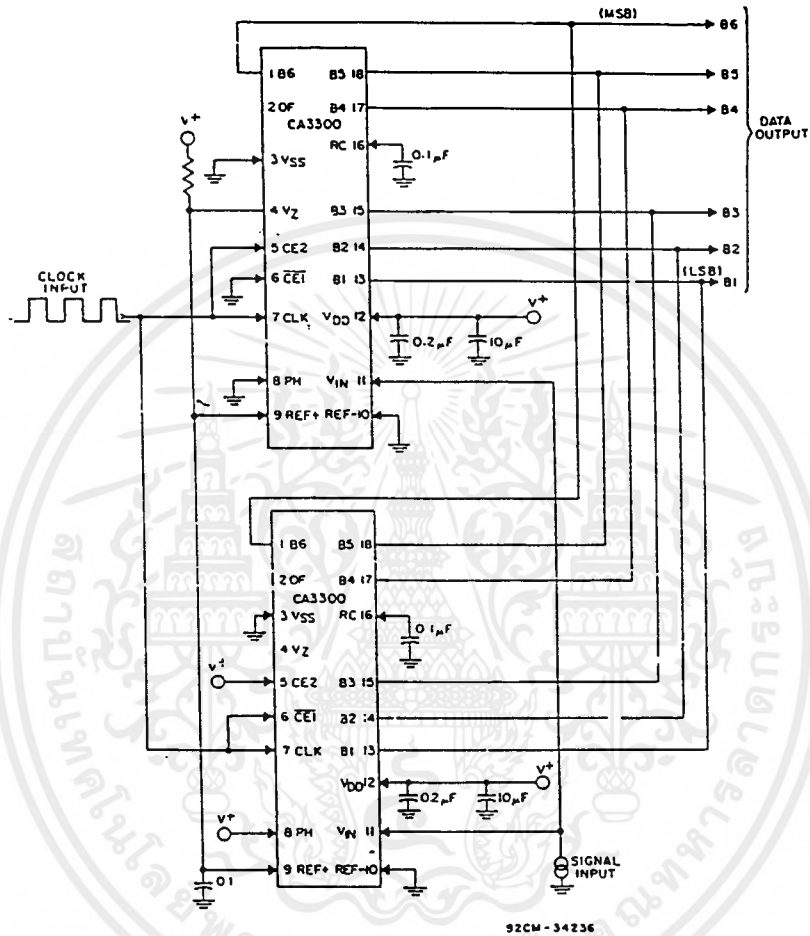 (MSB)
B6
1 B6 B5 18
B5
2 OF B4 17
B4
CA3300
DATA
OUTPUT
V+
RC 16
0.1µF
3 VSS
4 VZ B3 15
B3
5 CE2 B2 14
B2
CLOCK
INPUT
6 CE1 B1 13
(LSB)
B1
7 CLK VDD 12
V+
0.2µF
10µF
8 PH VIN 11
9 REF+ REF-10
1 B6 B5 18
2 OF B4 17
CA3300
3 VSS RC 16
0.1µF
4 VZ
V+
5 CE2 B3 15
6 CE1 B2 14
7 CLK B1 13
VDD 12
V+
0.2µF
10µF
V+
8 PH VIN 11
9 REF+ REF-10
SIGNAL
INPUT
92CM-34236